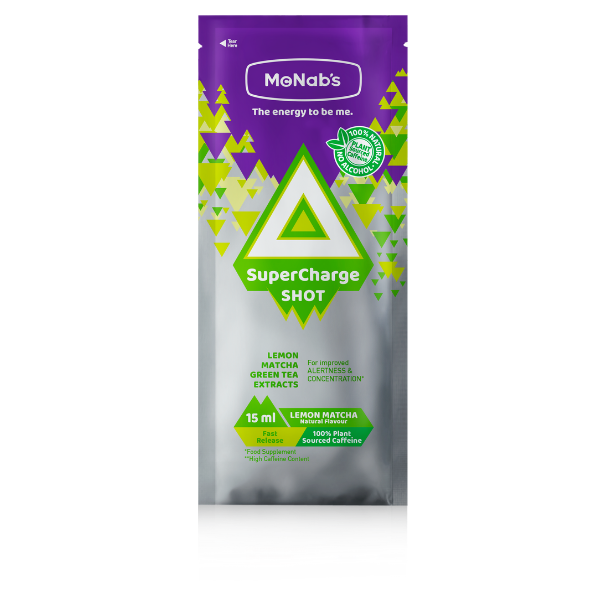 Tear
Here
McNab's
The energy to be me.
100% NATURAL
PLANT
Sourced
Caffeine
NO ALCOHOL
SuperCharge
SHOT
LEMON
MATCHA
GREEN TEA
EXTRACTS
For improved
ALERTNESS &
CONCENTRATION*
15 ml
LEMON MATCHA
Natural Flavour
Fast
Release
100% Plant
Sourced Caffeine
*Food Supplement
**High Caffeine Content